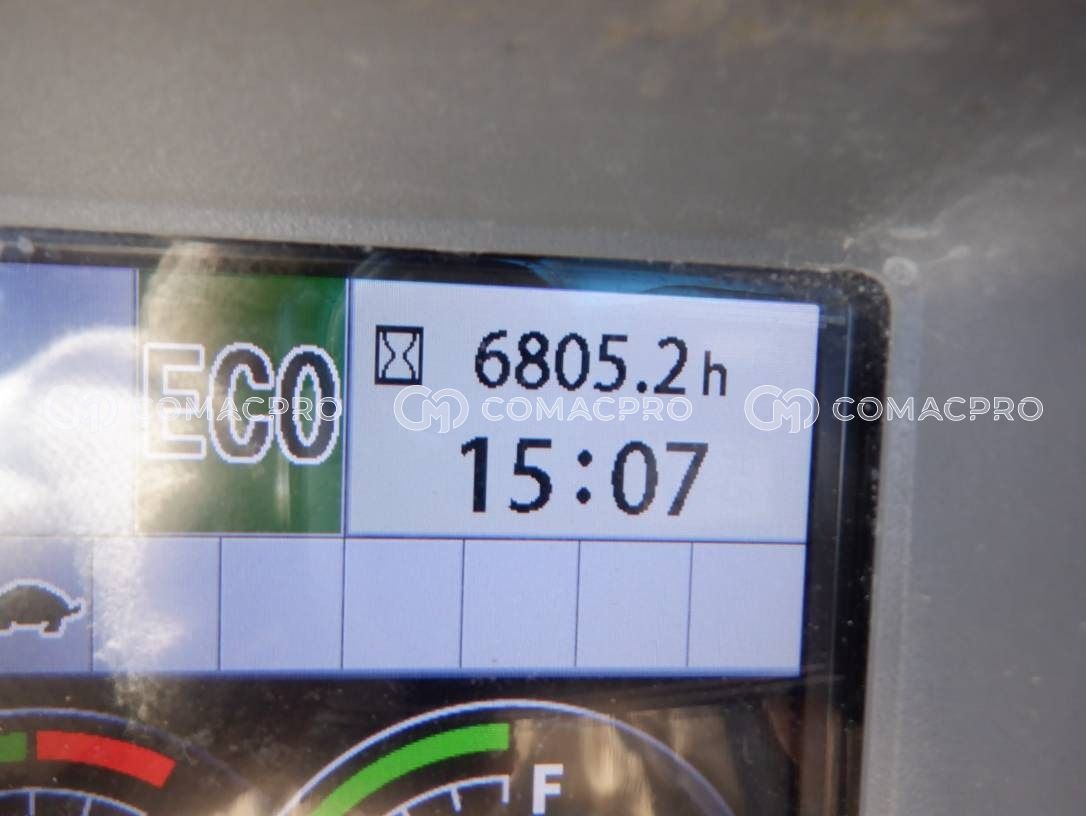 ECO
6805.2 h
COMACPRO COMACPRO COMACPRO
15:07
F